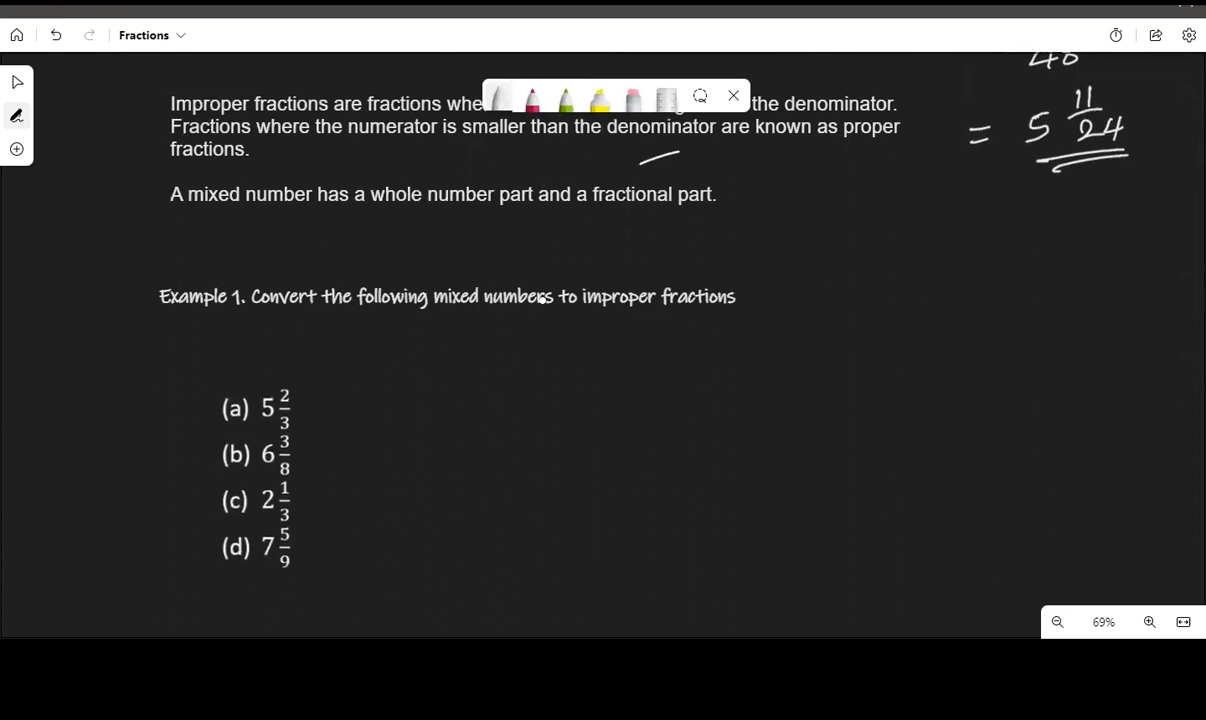 Fractions
Improper fractions are fractions the denominator.
Fractions where the numerator is smaller than the denominator are known as proper
fractions.
A mixed number has a whole number part and a fractional part.
= 5 11/24
Example 1. Convert the following mixed numbers to improper fractions
(a) 5 2/3
(b) 6 3/8
(c) 2 1/3
(d) 7 5/9
69%